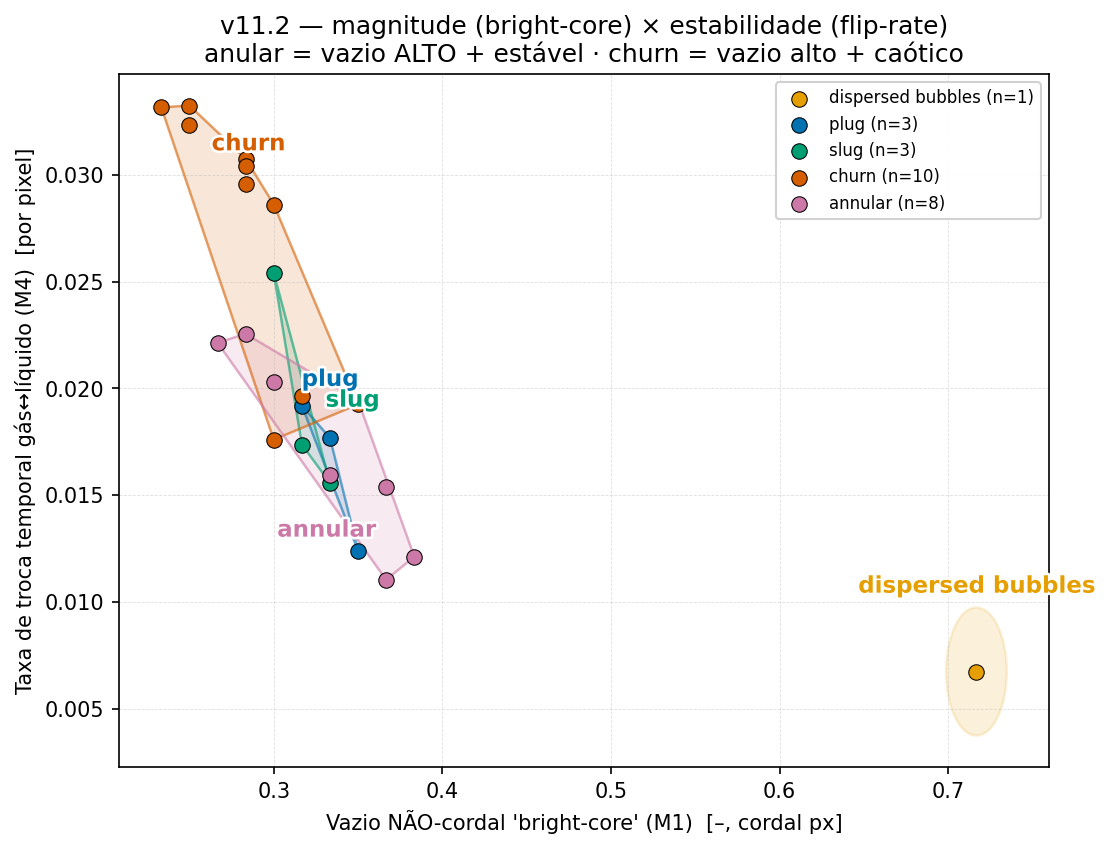 v11.2 — magnitude (bright-core) × estabilidade (flip-rate)
anular = vazio ALTO + estável · churn = vazio alto + caótico
dispersed bubbles (n=1)
plug (n=3)
slug (n=3)
churn (n=10)
annular (n=8)
churn
plug
slug
annular
dispersed bubbles
Taxa de troca temporal gás↔líquido (M4)  [por pixel]
0.030
0.025
0.020
0.015
0.010
0.005
0.3
0.4
0.5
0.6
0.7
Vazio NÃO-cordal 'bright-core' (M1)  [–, cordal px]